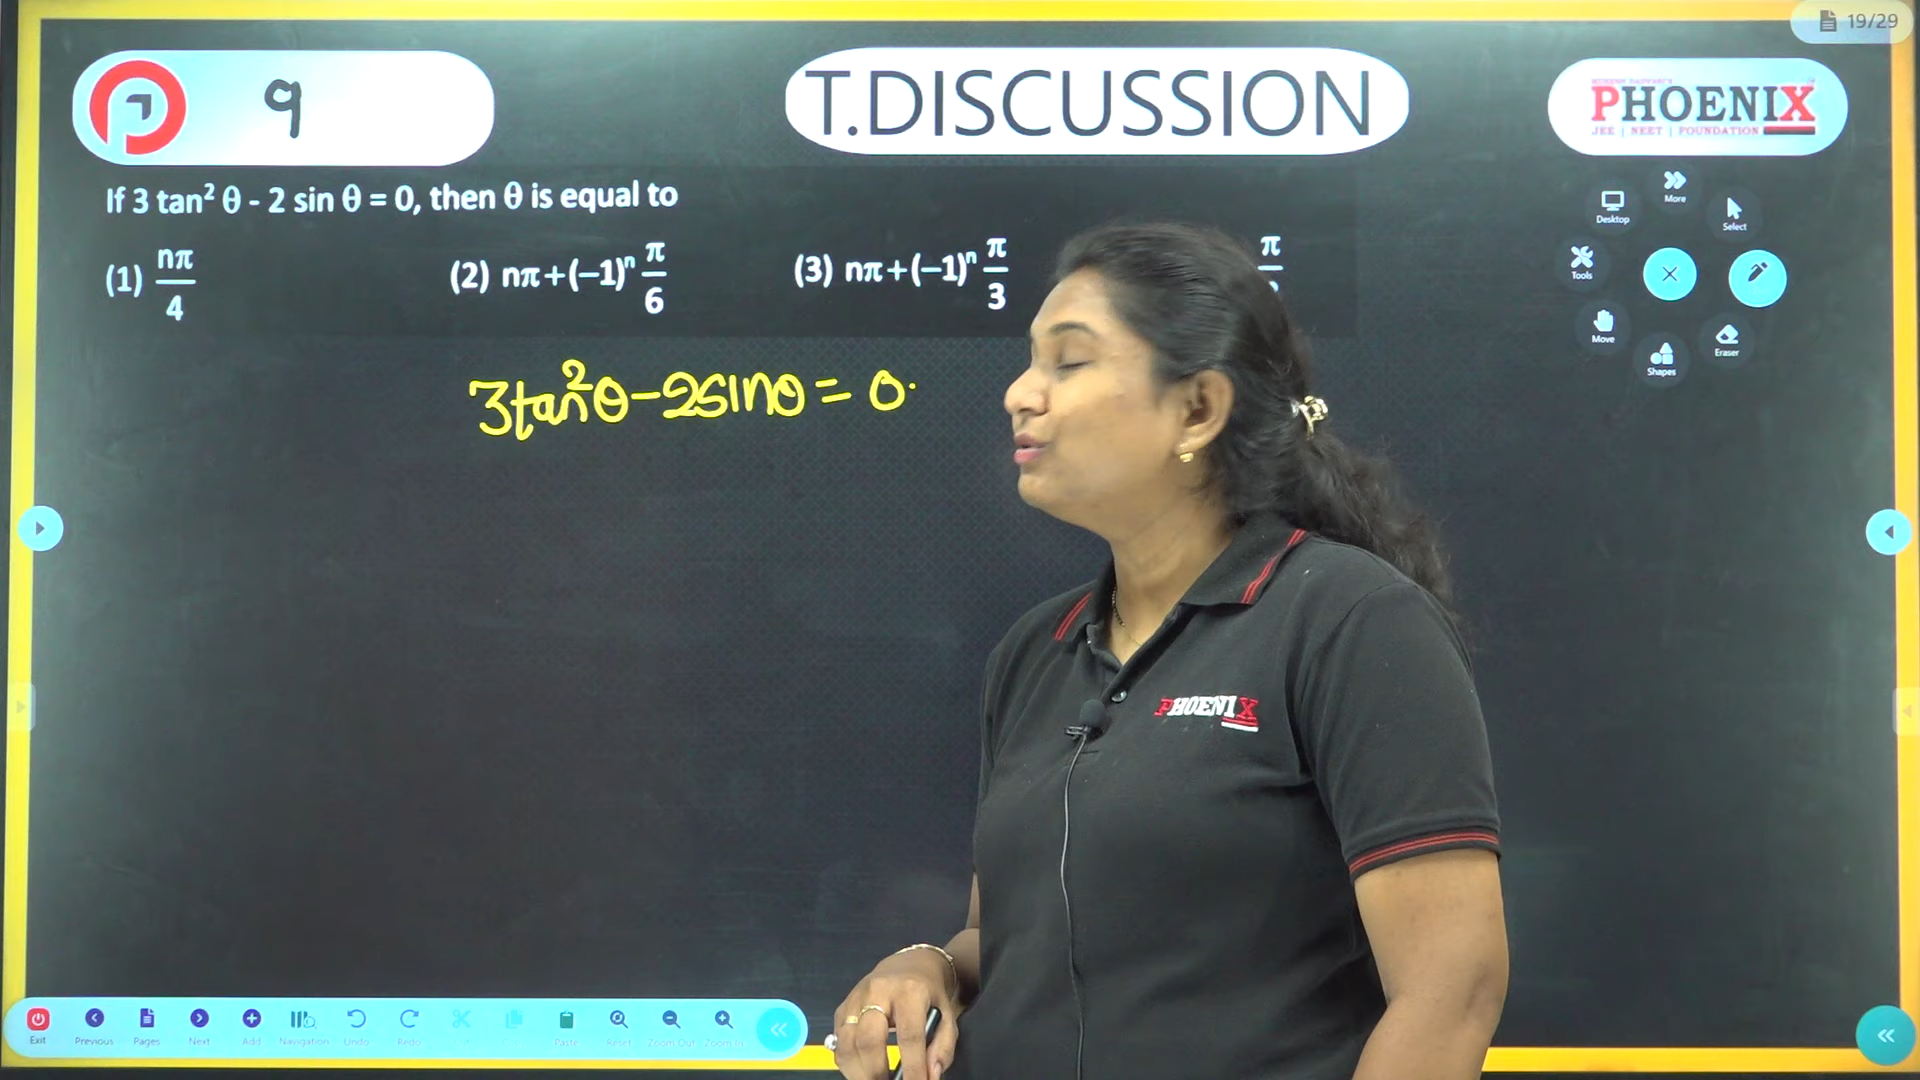 19/29
9
T.DISCUSSION
PHOENIX
JEE | NEET | FOUNDATION
If 3 tan² θ - 2 sin θ = 0, then θ is equal to
(1) nπ/4 (2) nπ+(−1)ⁿ π/6 (3) nπ+(−1)ⁿ π/3 π
3tan²θ-2sinθ = 0.
More
Desktop
Select
Tools
Move
Eraser
Shapes
PHOENIX
Exit Previous Pages Next Add Navigation Undo Redo Paste Reset Zoom Out Zoom In